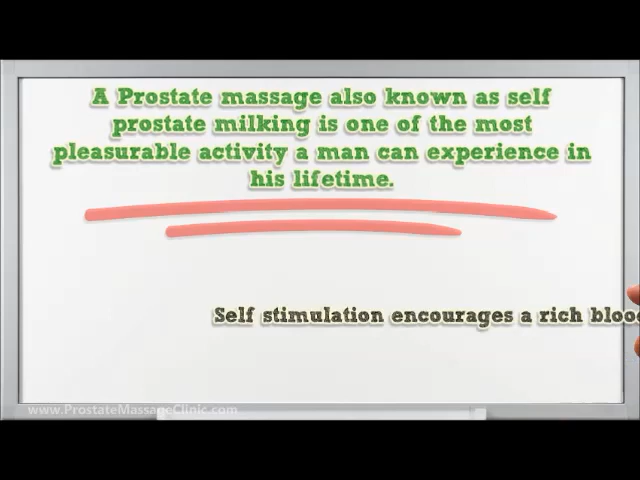 A Prostate massage also known as self
prostate milking is one of the most
pleasurable activity a man can experience in
his lifetime.
Self stimulation encourages a rich
www.ProstateMassageClinic.com